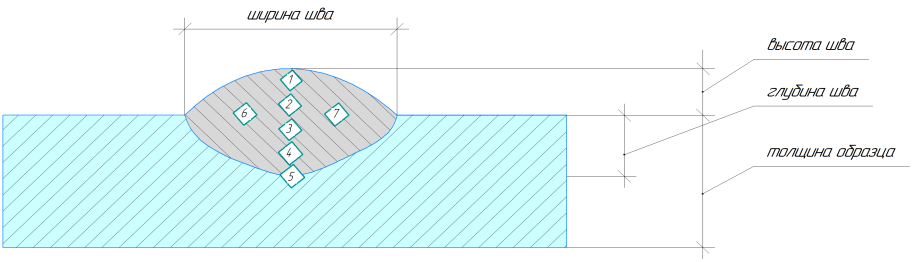 ширина шва
высота шва
глубина шва
толщина образца
1
2
6
7
3
4
5